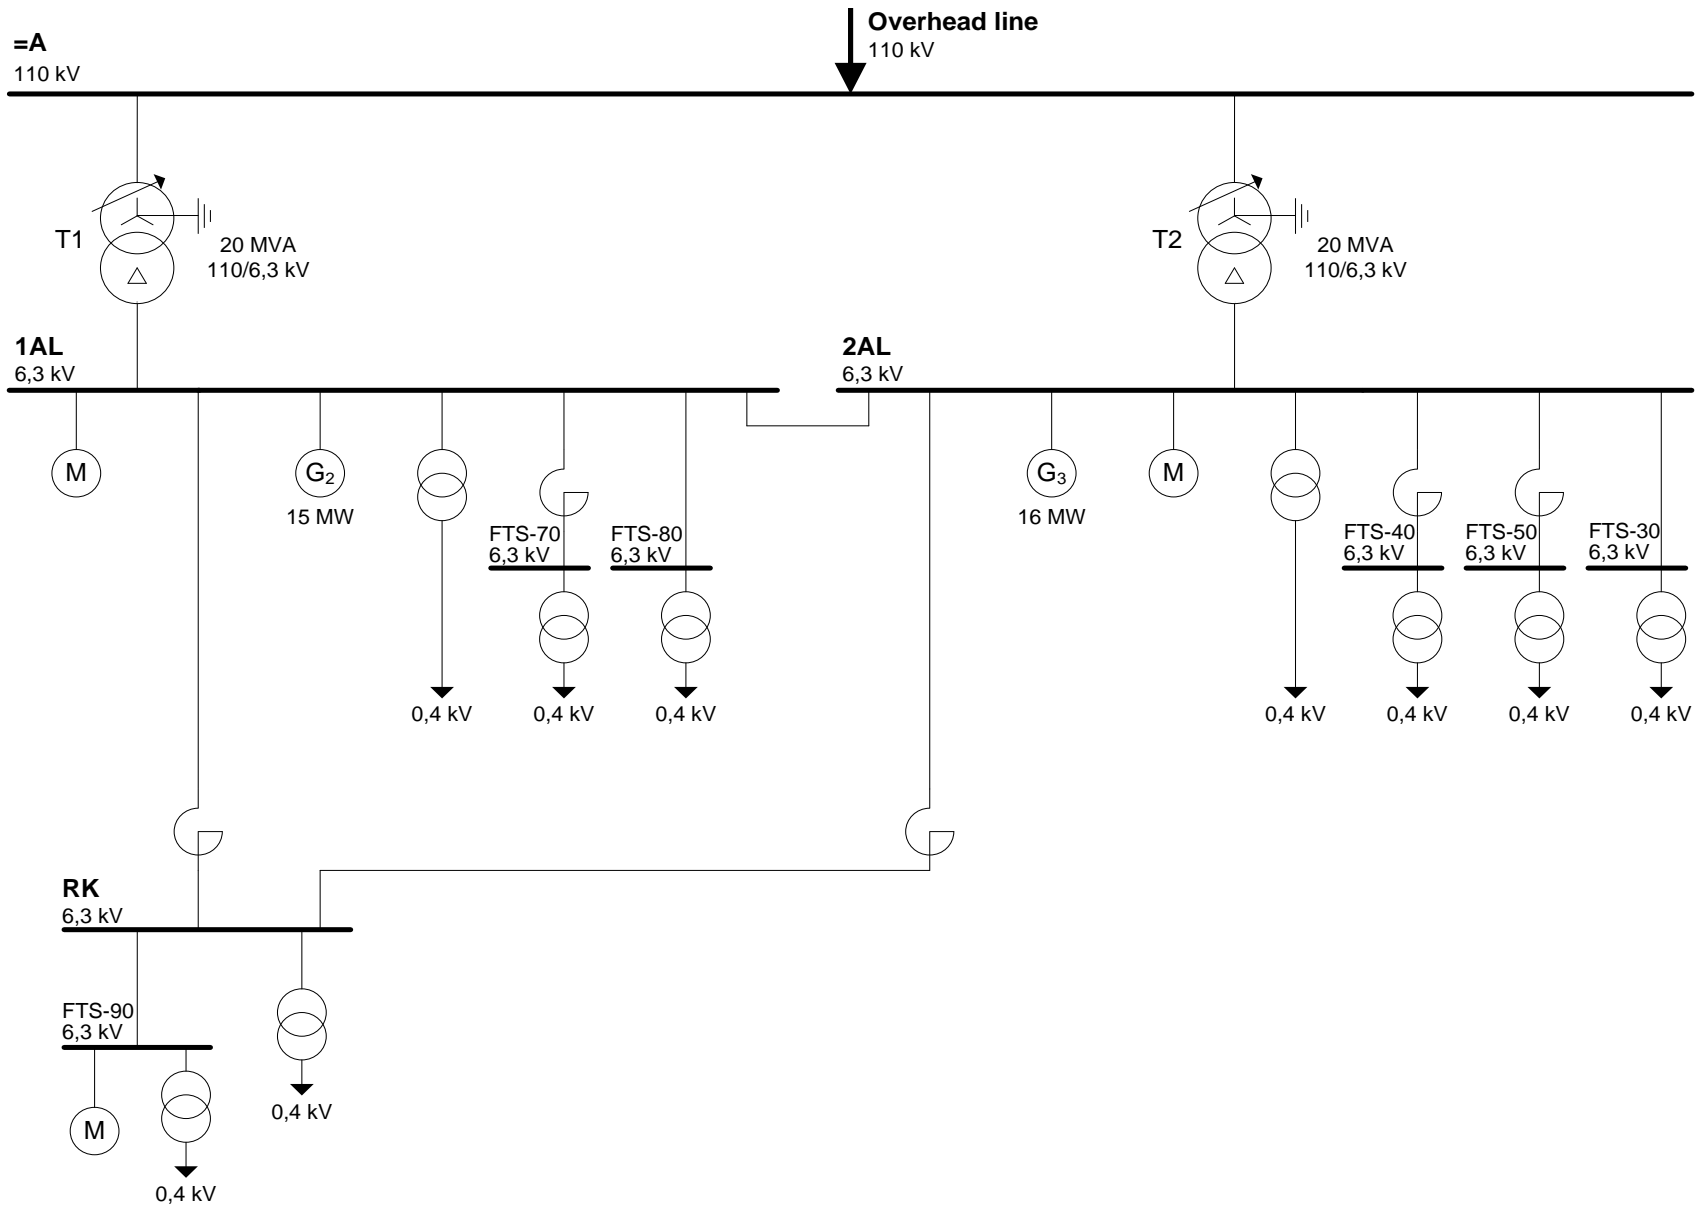 Overhead line
110 kV
=A
110 kV
T1
20 MVA
110/6,3 kV
T2
20 MVA
110/6,3 kV
1AL
6,3 kV
2AL
6,3 kV
M
G₂
15 MW
G₃
16 MW
M
FTS-70
6,3 kV
FTS-80
6,3 kV
FTS-40
6,3 kV
FTS-50
6,3 kV
FTS-30
6,3 kV
0,4 kV
0,4 kV
0,4 kV
0,4 kV
0,4 kV
0,4 kV
0,4 kV
RK
6,3 kV
FTS-90
6,3 kV
M
0,4 kV
0,4 kV